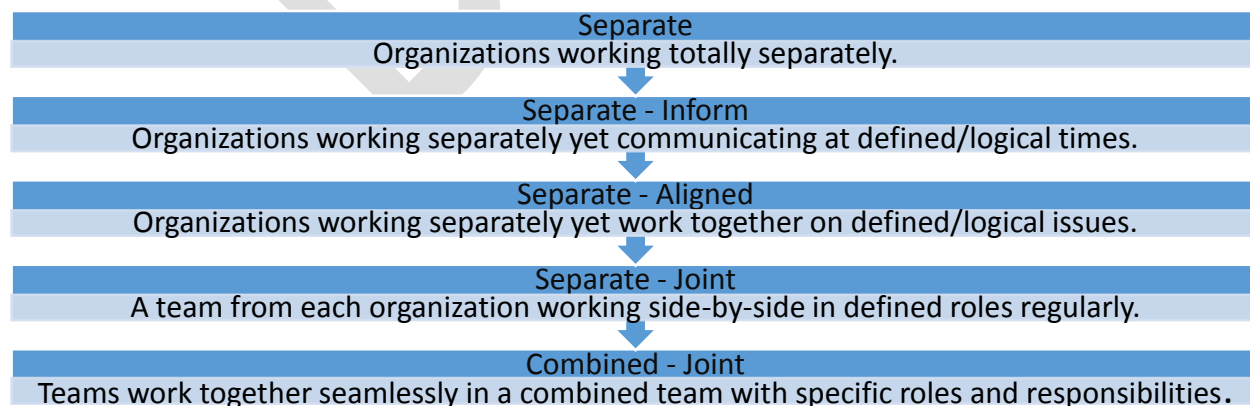 Separate
Organizations working totally separately.
Separate - Inform
Organizations working separately yet communicating at defined/logical times.
Separate - Aligned
Organizations working separately yet work together on defined/logical issues.
Separate - Joint
A team from each organization working side-by-side in defined roles regularly.
Combined - Joint
Teams work together seamlessly in a combined team with specific roles and responsibilities.